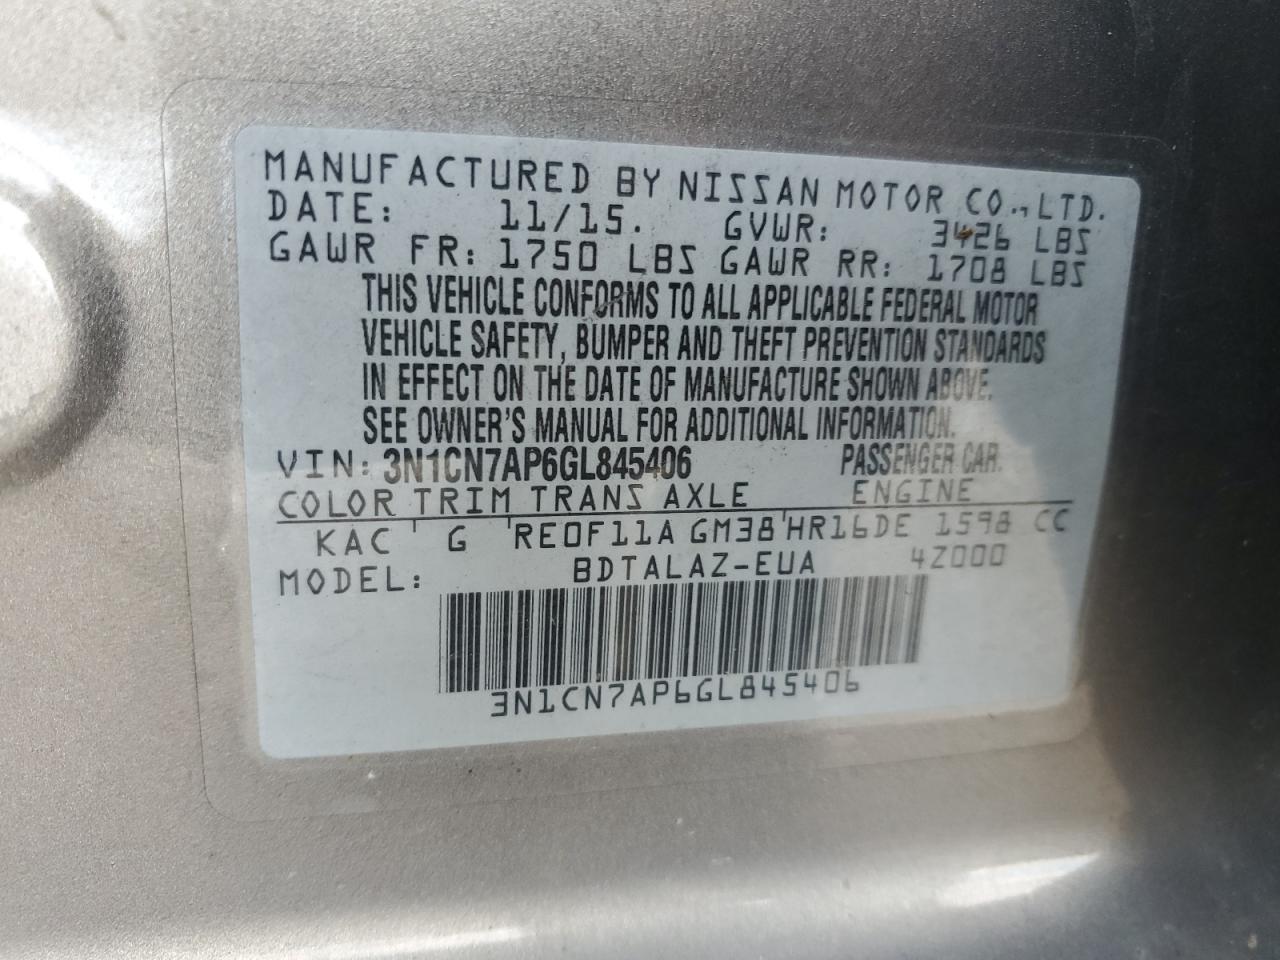 MANUFACTURED BY NISSAN MOTOR CO., LTD.
DATE: 11/15. GVWR: 3426 LBS
GAWR FR: 1750 LBS GAWR RR: 1708 LBS
THIS VEHICLE CONFORMS TO ALL APPLICABLE FEDERAL MOTOR
VEHICLE SAFETY, BUMPER AND THEFT PREVENTION STANDARDS
IN EFFECT ON THE DATE OF MANUFACTURE SHOWN ABOVE.
SEE OWNER'S MANUAL FOR ADDITIONAL INFORMATION.
VIN: 3N1CN7AP6GL845406 PASSENGER CAR.
COLOR TRIM TRANS AXLE ENGINE
KAC ' G 'RE0F11A GM38'HR16DE 1598 CC
MODEL: BDTALAZ-EUA 4Z000
3N1CN7AP6GL845406